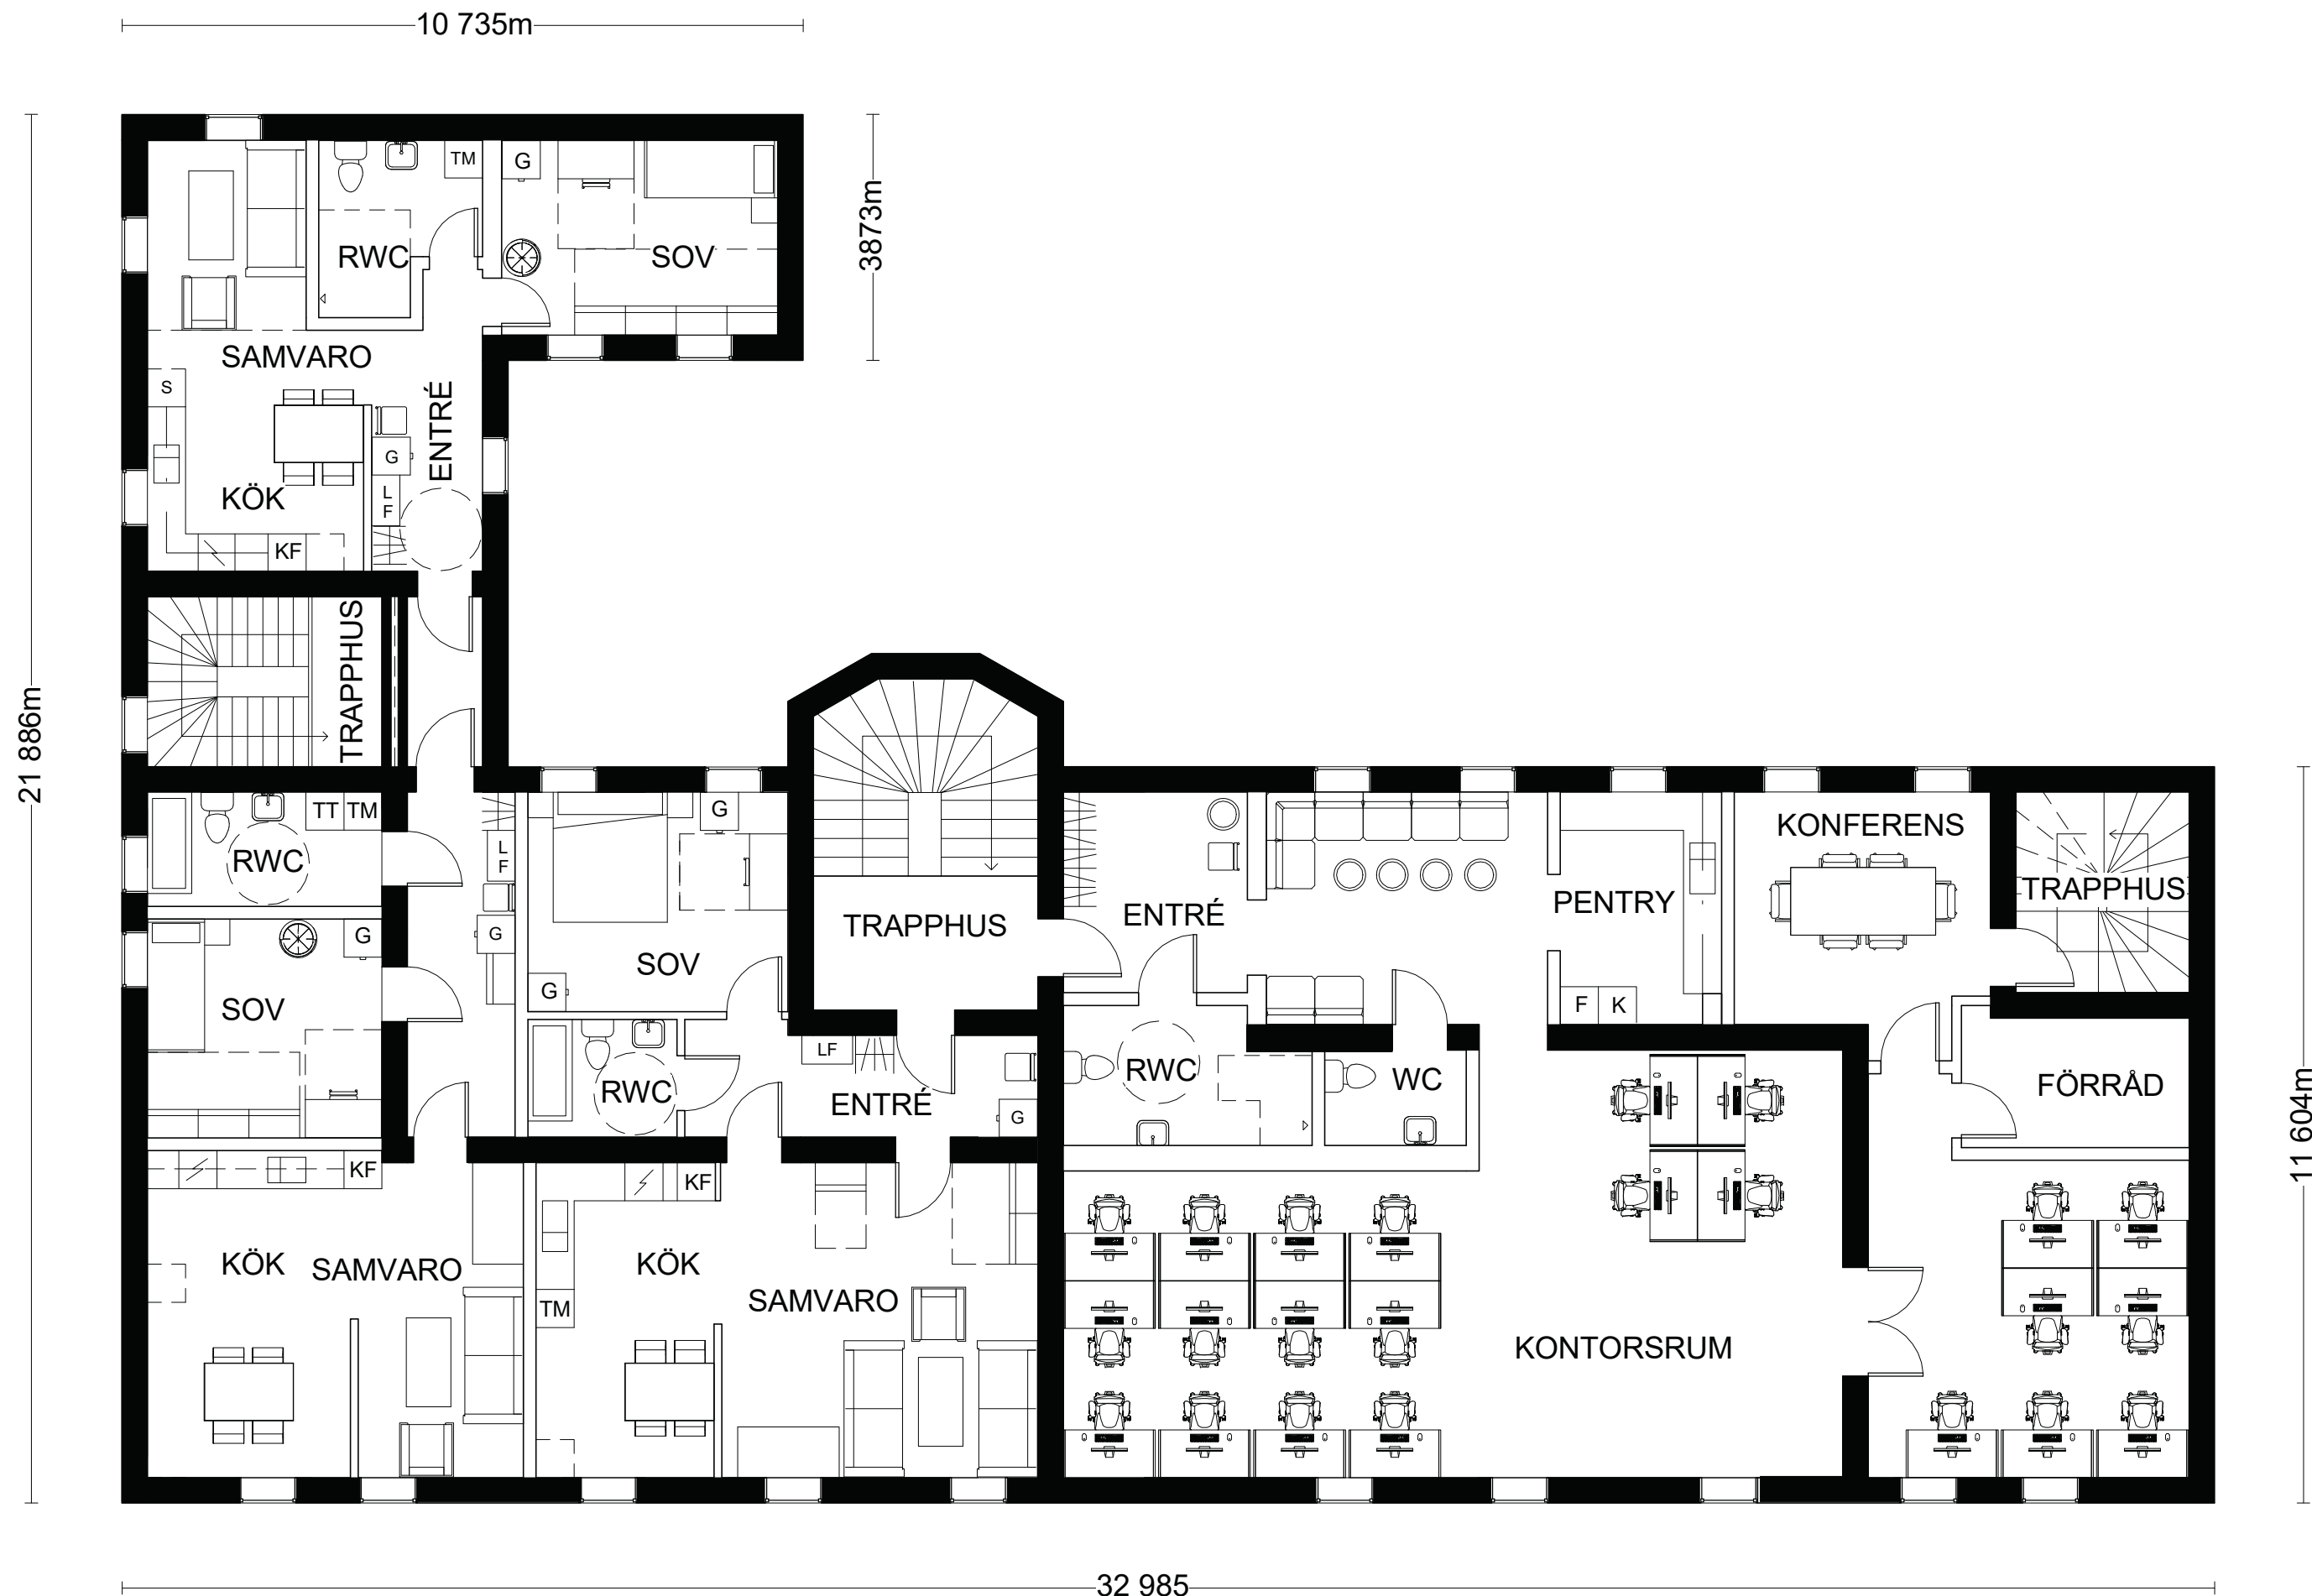 10 735m
TM
G
3873m
RWC
SOV
SAMVARO
S
ENTRÉ
G
L
F
KÖK
KF
TRAPPHUS
21 886m
TT
TM
G
L
F
RWC
KONFERENS
TRAPPHUS
PENTRY
ENTRÉ
TRAPPHUS
G
G
SOV
G
SOV
F
K
LF
RWC
WC
FÖRRÅD
RWC
ENTRÉ
G
11 604m
KF
KF
KÖK
SAMVARO
KÖK
SAMVARO
TM
KONTORSRUM
32 985